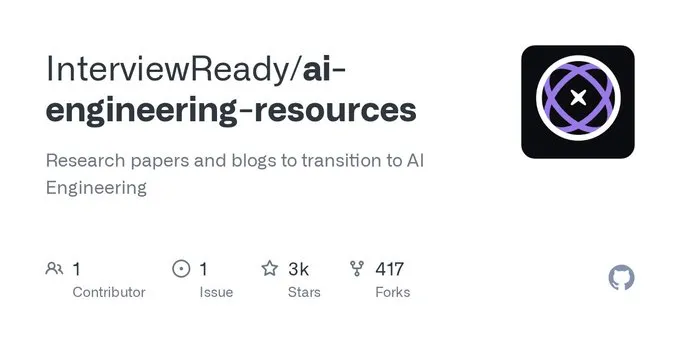 InterviewReady/ai-
engineering-resources
Research papers and blogs to transition to AI
Engineering
1
Contributor
1
Issue
3k
Stars
417
Forks